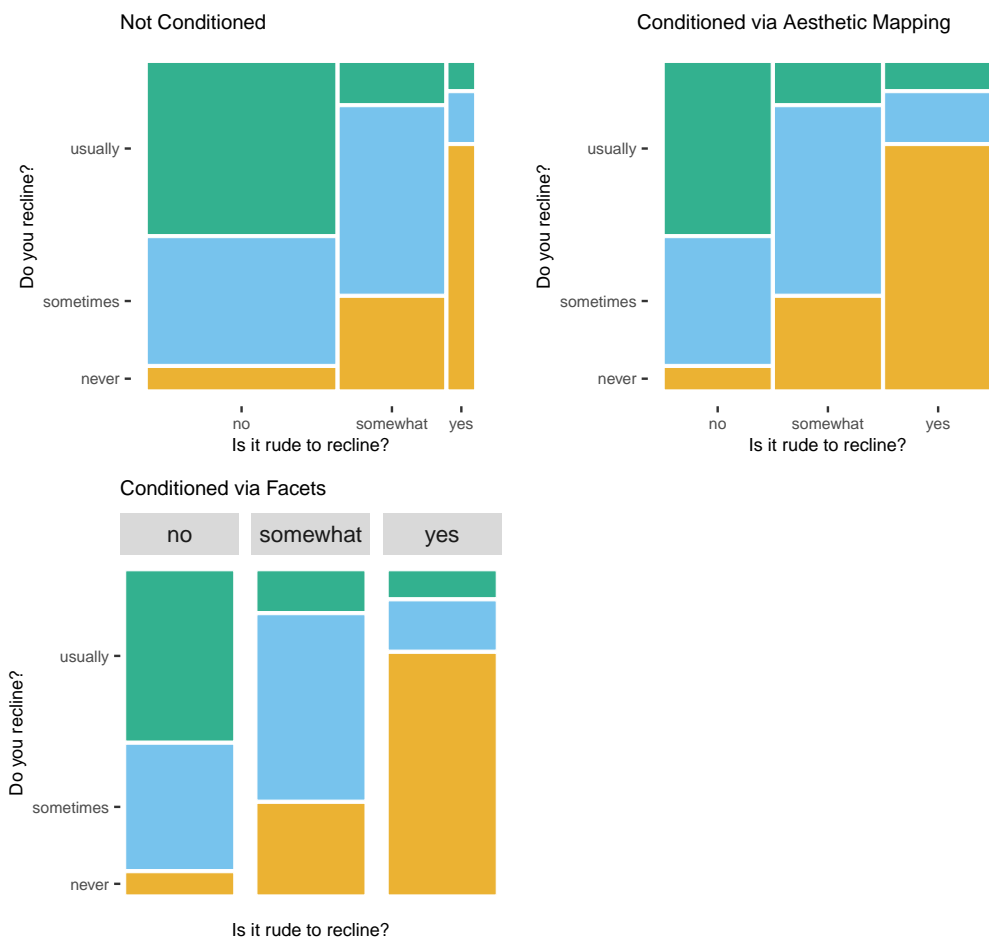 Not Conditioned
Do you recline?
usually
sometimes
never
no somewhat yes
Is it rude to recline?
Conditioned via Aesthetic Mapping
Do you recline?
usually
sometimes
never
no somewhat yes
Is it rude to recline?
Conditioned via Facets
no somewhat yes
Do you recline?
usually
sometimes
never
Is it rude to recline?